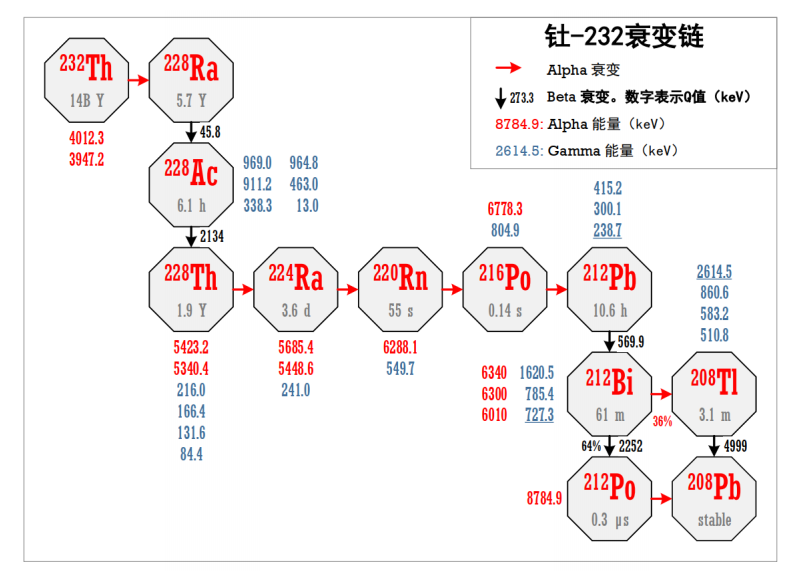 钍-232衰变链
Alpha 衰变
273.3 Beta 衰变。数字表示Q值（keV）
8784.9: Alpha 能量（keV）
2614.5: Gamma 能量（keV）
232Th
14B Y
4012.3
3947.2
228Ra
5.7 Y
45.8
228Ac
6.1 h
969.0 964.8
911.2 463.0
338.3 13.0
2134
228Th
1.9 Y
5423.2
5340.4
216.0
166.4
131.6
84.4
224Ra
3.6 d
5685.4
5448.6
241.0
220Rn
55 s
6288.1
549.7
6778.3
804.9
216Po
0.14 s
415.2
300.1
238.7
212Pb
10.6 h
569.9
6340 1620.5
6300 785.4
6010 727.3
212Bi
61 m
36%
64% 2252
2614.5
860.6
583.2
510.8
208Tl
3.1 m
4999
8784.9
212Po
0.3 μs
208Pb
stable